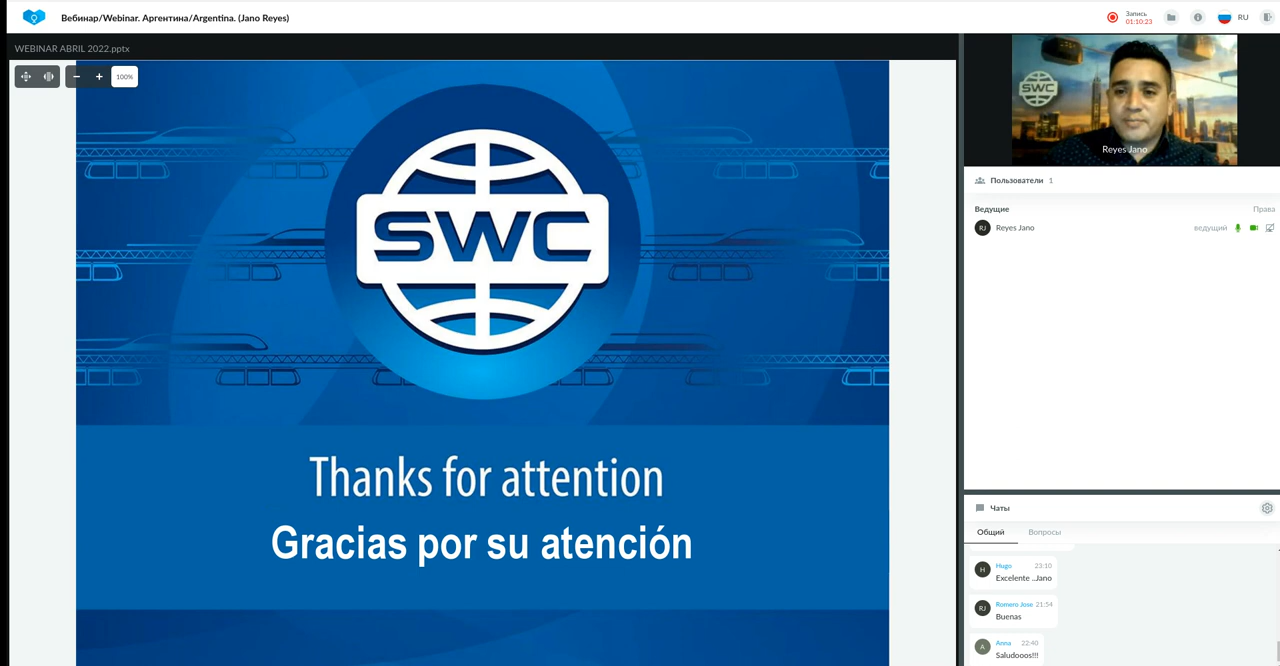 Вебинар/Webinar. Аргентина/Argentina. (Jano Reyes)
Запись
01:10:23
RU
WEBINAR ABRIL 2022.pptx
100%
SWC
Thanks for attention
Gracias por su atención
SWC
Reyes Jano
Пользователи 1
Ведущие
Права
RJ
Reyes Jano
ведущий
Чаты
Общий
Вопросы
H
Hugo
23:10
Excelente ..Jano
RJ
Romero Jose
21:54
Buenas
A
Anna
22:40
Saludooos!!!